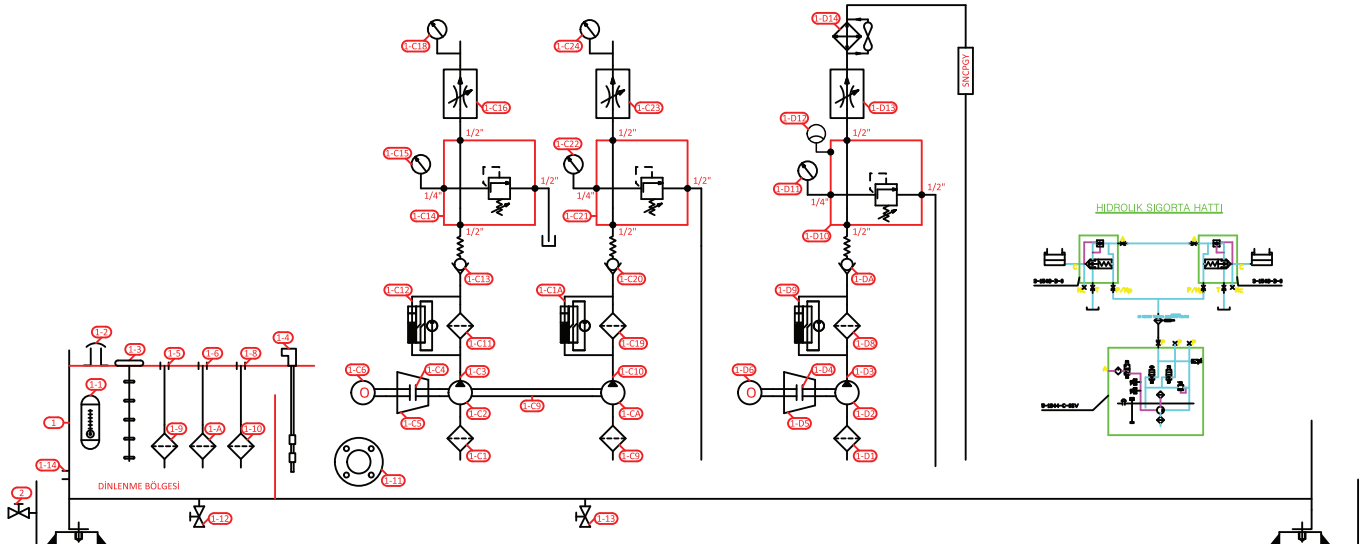 1-D14
1-C18
1-C24
SNCPGY
1-C16
1-C23
1-D13
1-D12
1/2"
1/2"
1/2"
1-C15
1-C22
1-D11
1/2"
1/2"
1/2"
1/4"
1/4"
1/4"
1-C14
1-C21
1-D10
1/2"
1/2"
1/2"
HIDROLIK SIGORTA HATTI
1-C13
1-C20
1-DA
1-C12
1-C1A
1-D9
P/Wp
T
P/Wp
T
1-2
1-3
1-5
1-6
1-8
1-4
1-C11
1-C19
1-D8
1-1
1-C6
1-C4
1-C3
1-C10
1-D6
1-D4
1-D3
1-C9
1
1-9
1-A
1-10
1-C5
1-C2
1-CA
1-D5
1-D2
1-14
1-11
1-C1
1-C9
1-D1
DİNLENME BÖLGESİ
2
1-12
1-13